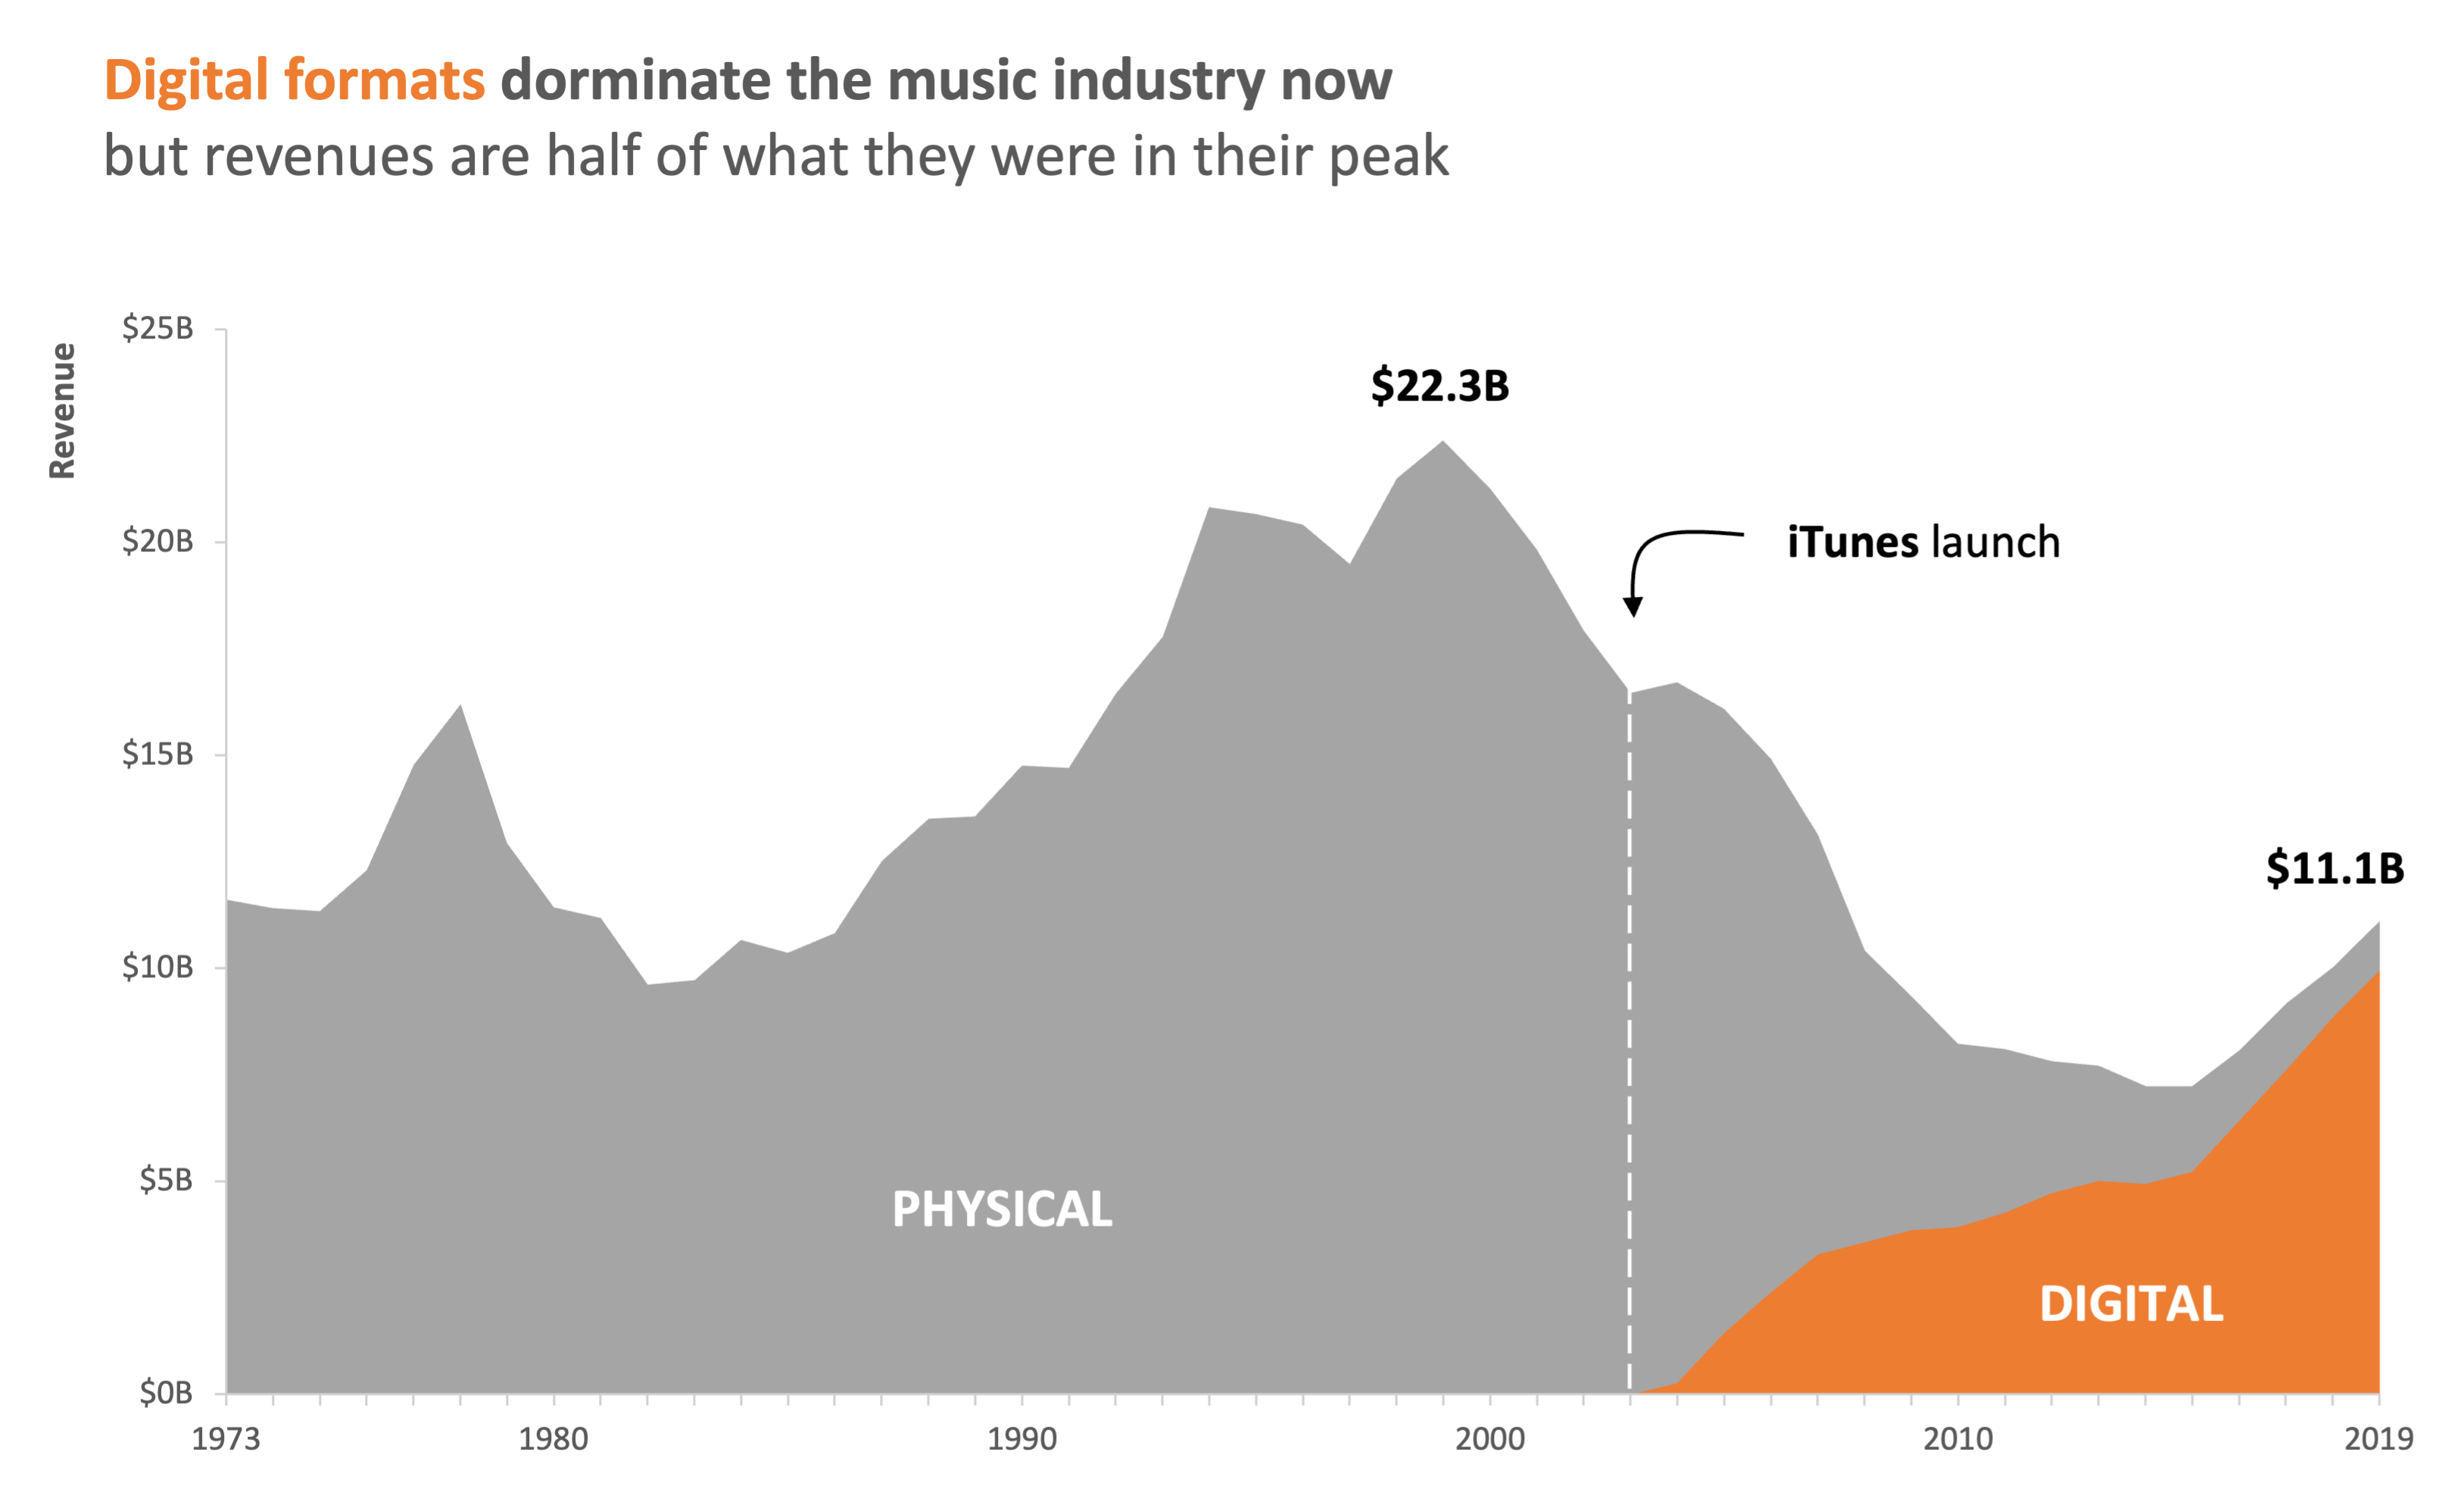 Digital formats dominate the music industry now
but revenues are half of what they were in their peak
Revenue
$25B
$20B
$15B
$10B
$5B
$0B
$22.3B
iTunes launch
$11.1B
PHYSICAL
DIGITAL
1973
1980
1990
2000
2010
2019